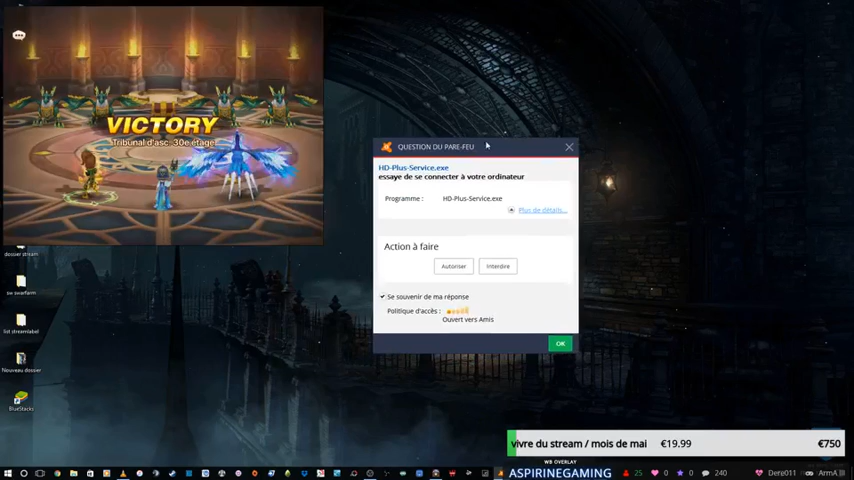 VICTORY
Tribunal d'asc. 30e étage
QUESTION DU PARE-FEU
HD-Plus-Service.exe
essaye de se connecter à votre ordinateur
Programme : HD-Plus-Service.exe
Plus de détails...
Action à faire
Autoriser Interdire
Se souvenir de ma réponse
Politique d'accès :
Ouvert vers Amis
OK
dossier stream
sw swarfarm
list streamlabel
Nouveau dossier
BlueStacks
vivre du stream / mois de mai €19.99 €750
WB OVERLAY
ASPIRINEGAMING 25 0 0 240 Dere011 ArmA